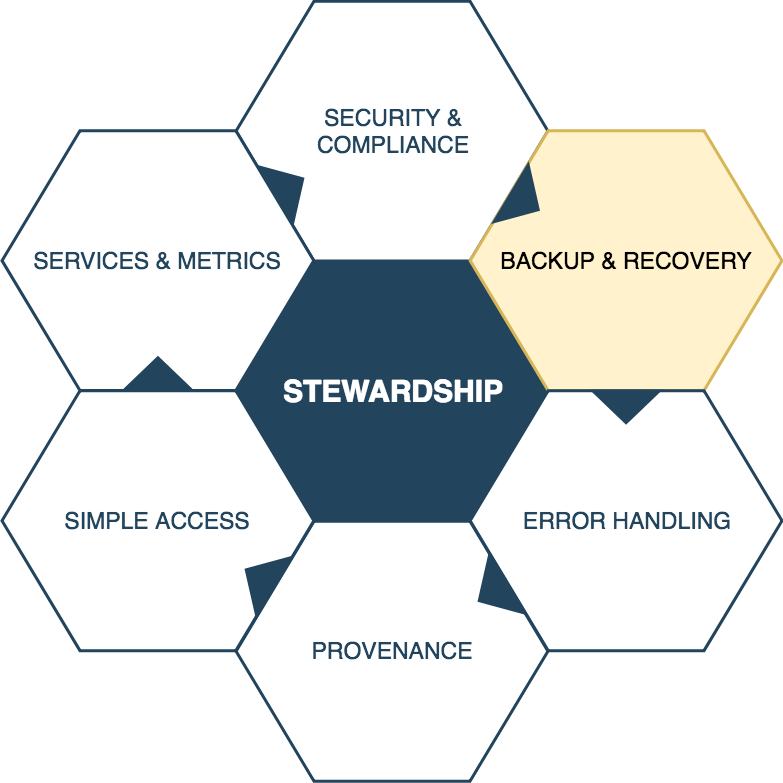 SECURITY &
COMPLIANCE
SERVICES & METRICS
BACKUP & RECOVERY
STEWARDSHIP
SIMPLE ACCESS
ERROR HANDLING
PROVENANCE